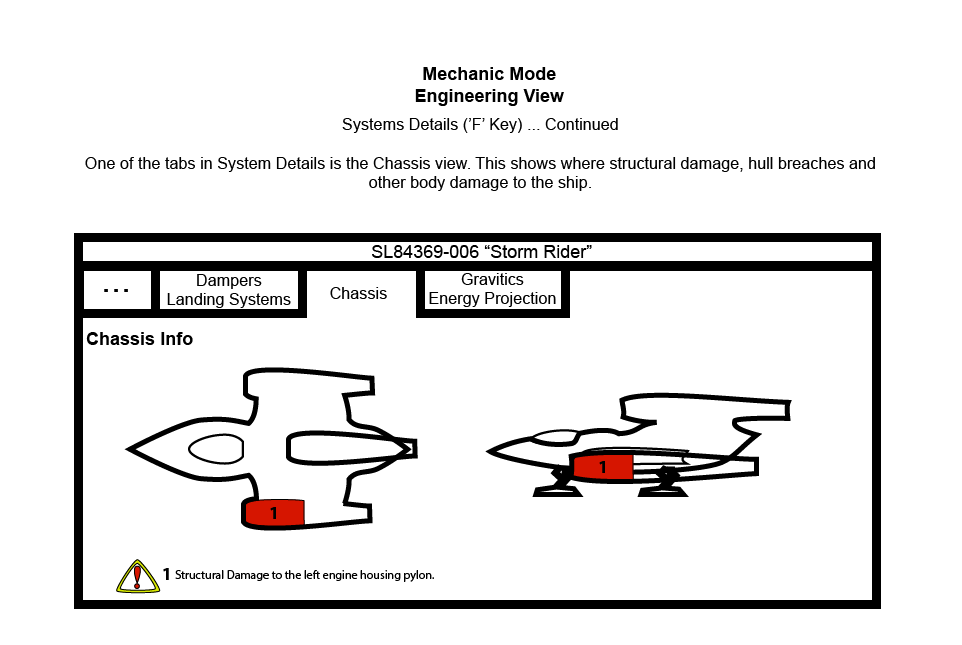 Mechanic Mode
Engineering View
Systems Details (’F’ Key) ... Continued
One of the tabs in System Details is the Chassis view. This shows where structural damage, hull breaches and
other body damage to the ship.
SL84369-006 “Storm Rider”
...
Dampers
Landing Systems
Chassis
Gravitics
Energy Projection
Chassis Info
1
1
! 1 Structural Damage to the left engine housing pylon.